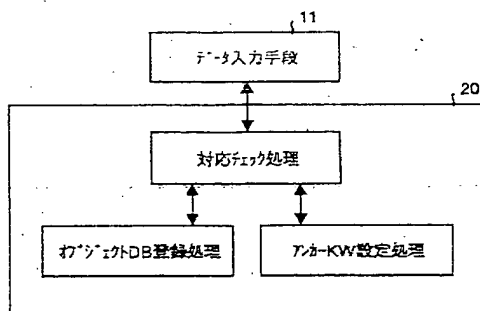 11
データ入力手段
20
対応チェック処理
オブジェクトDB登録処理
アンカーKW設定処理